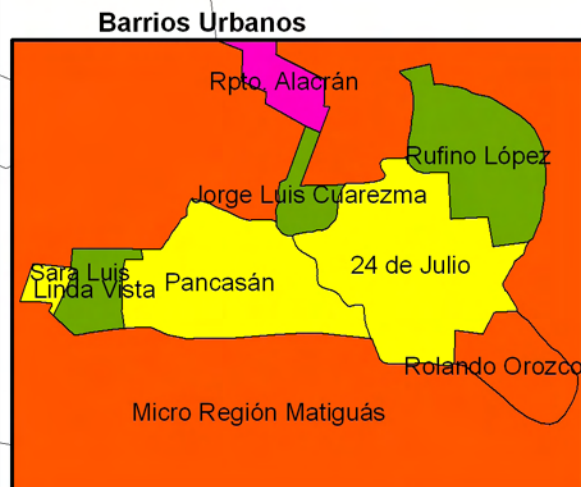 Barrios Urbanos
Rpto. Alacrán
Rufino López
Jorge Luis Cuarezma
24 de Julio
Sara Luis
Linda Vista
Pancasán
Rolando Orozco
Micro Región Matiguás